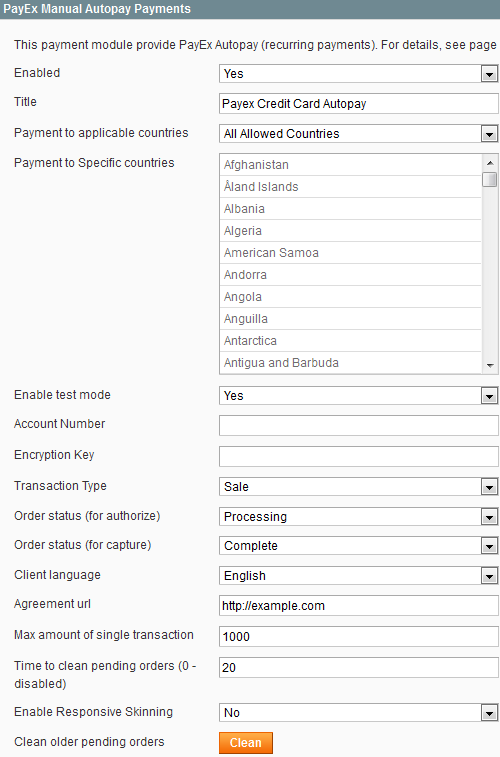 PayEx Manual Autopay Payments
This payment module provide PayEx Autopay (recurring payments). For details, see page
Enabled Yes
Title Payex Credit Card Autopay
Payment to applicable countries All Allowed Countries
Payment to Specific countries Afghanistan
Åland Islands
Albania
Algeria
American Samoa
Andorra
Angola
Anguilla
Antarctica
Antigua and Barbuda
Enable test mode Yes
Account Number
Encryption Key
Transaction Type Sale
Order status (for authorize) Processing
Order status (for capture) Complete
Client language English
Agreement url http://example.com
Max amount of single transaction 1000
Time to clean pending orders (0 - 20
disabled)
Enable Responsive Skinning No
Clean older pending orders Clean